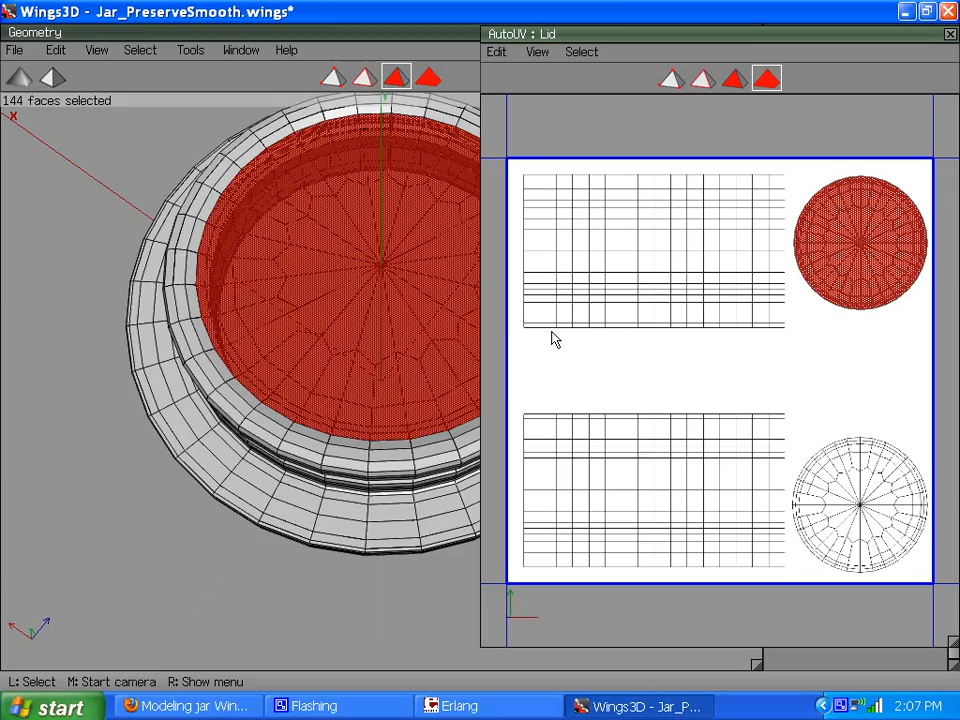 Wings3D - Jar_PreserveSmooth.wings*
Geometry
File Edit View Select Tools Window Help
144 faces selected
X
Y
AutoUV : Lid
Edit View Select
L: Select M: Start camera R: Show menu
start
Modeling jar Win...
Flashing
Erlang
Wings3D - Jar_P...
2:07 PM